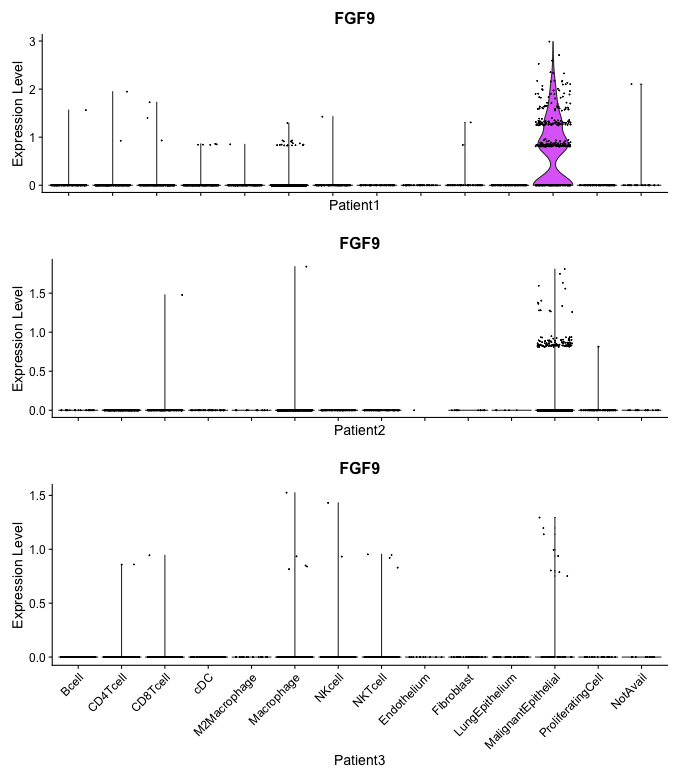 FGF9
Expression Level
3
2
1
0
Patient1
FGF9
Expression Level
1.5
1.0
0.5
0.0
Patient2
FGF9
Expression Level
1.5
1.0
0.5
0.0
Bcell
CD4Tcell
CD8Tcell
cDC
M2Macrophage
Macrophage
NKcell
NKTcell
Endothelium
Fibroblast
LungEpithelium
MalignantEpithelial
ProliferatingCell
NotAvail
Patient3